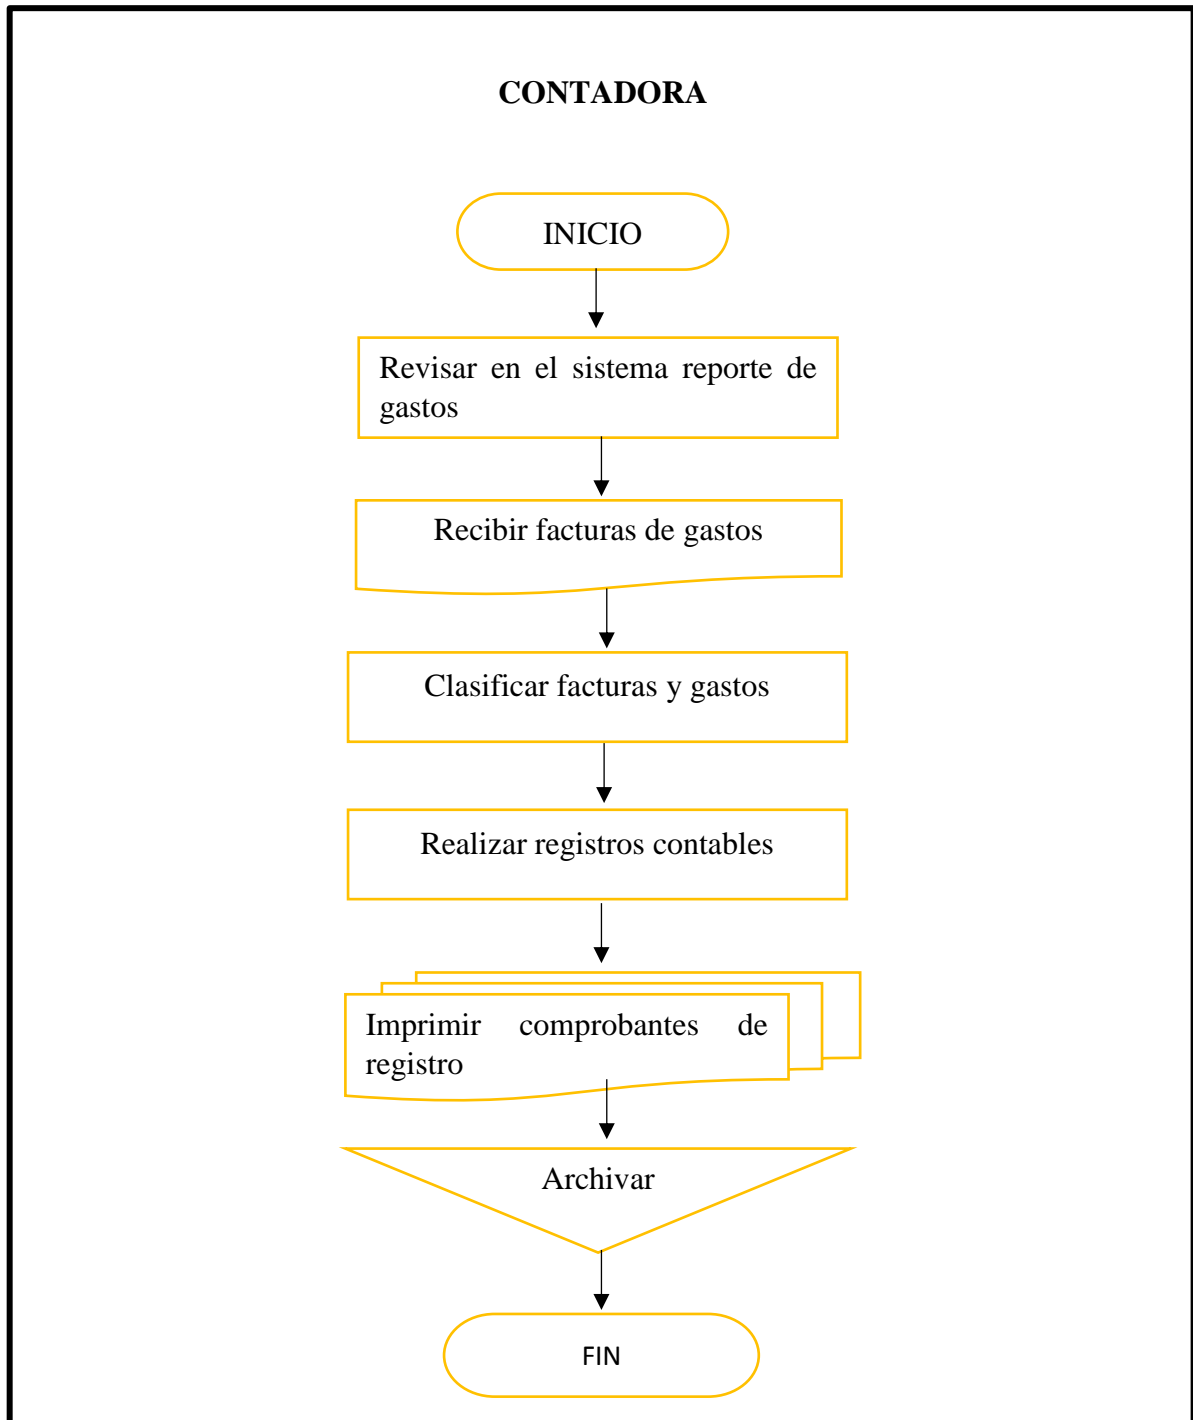 CONTADORA
INICIO
Revisar en el sistema reporte de
gastos
Recibir facturas de gastos
Clasificar facturas y gastos
Realizar registros contables
Imprimir comprobantes de
registro
Archivar
FIN